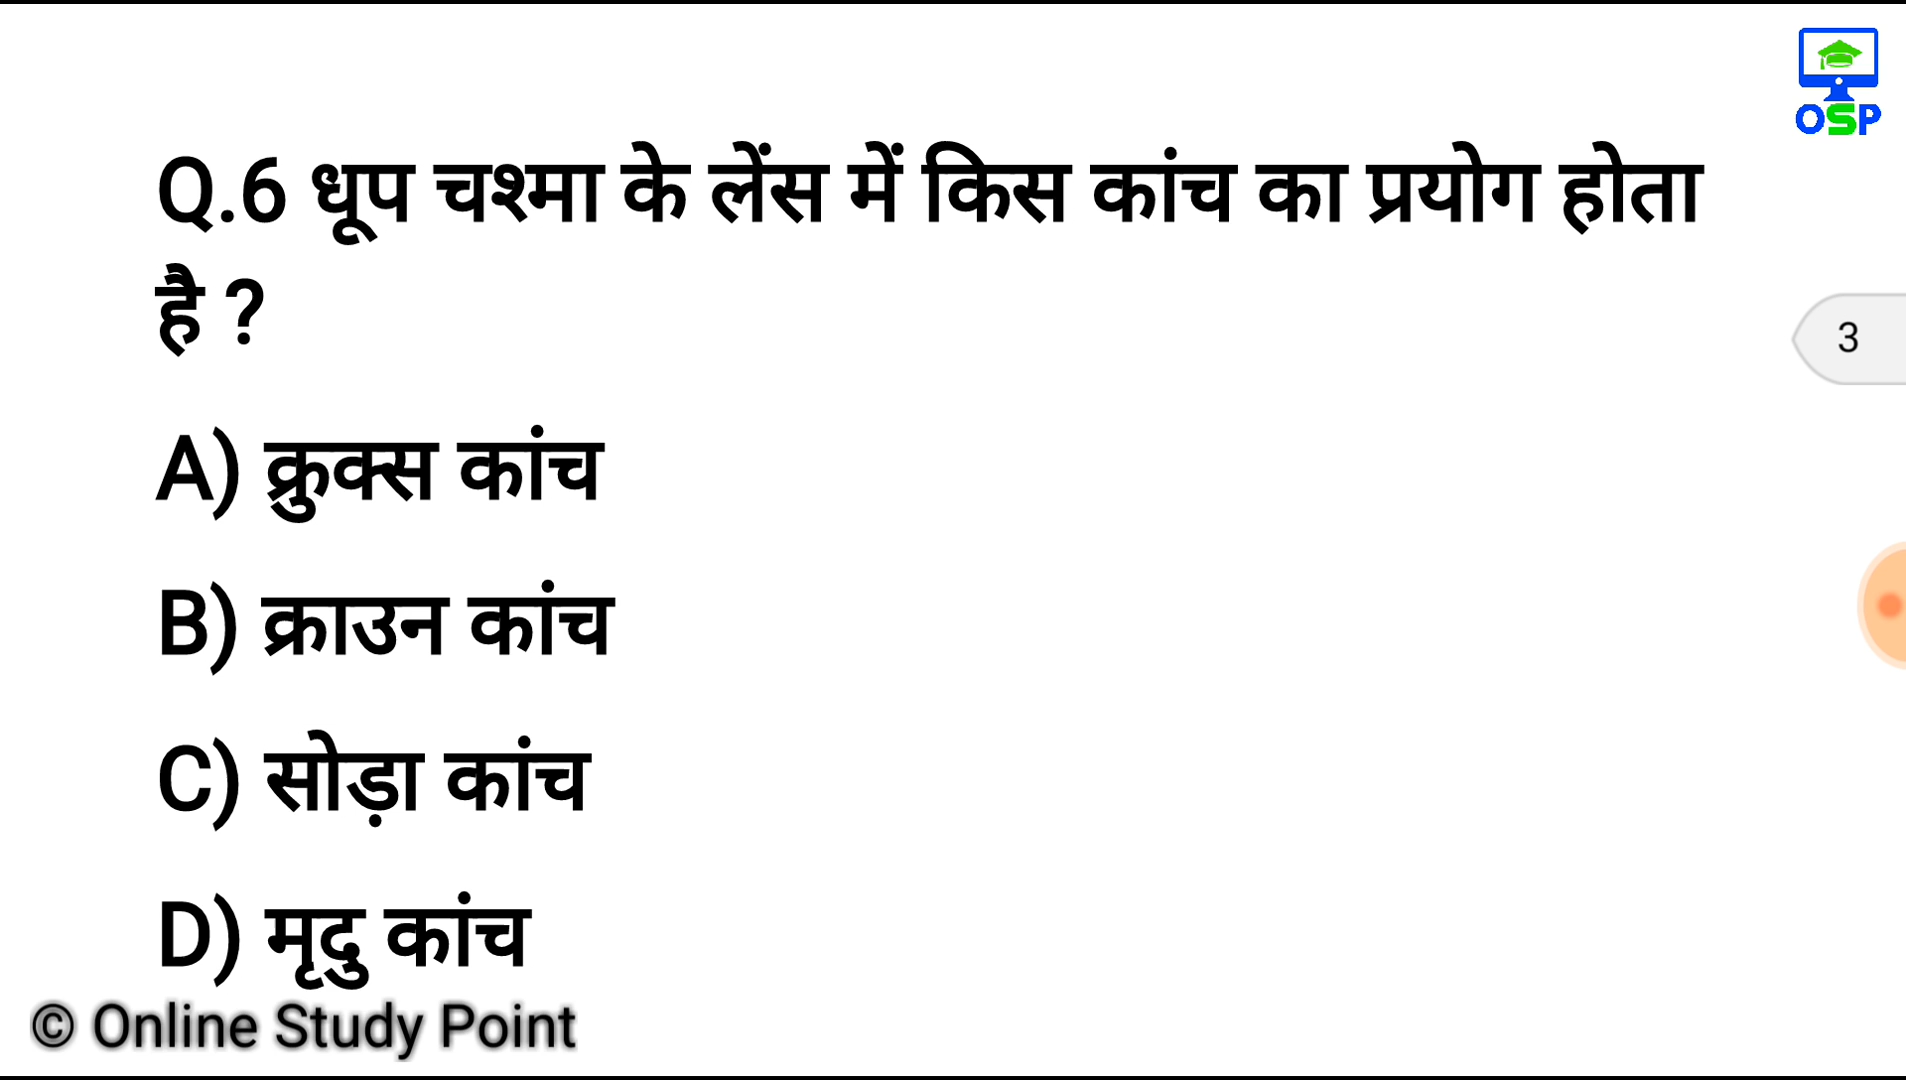 OSP
Q.6 धूप चश्मा के लेंस में किस कांच का प्रयोग होता
है ?
3
A) क्रुक्स कांच
B) क्राउन कांच
C) सोड़ा कांच
D) मृदु कांच
© Online Study Point